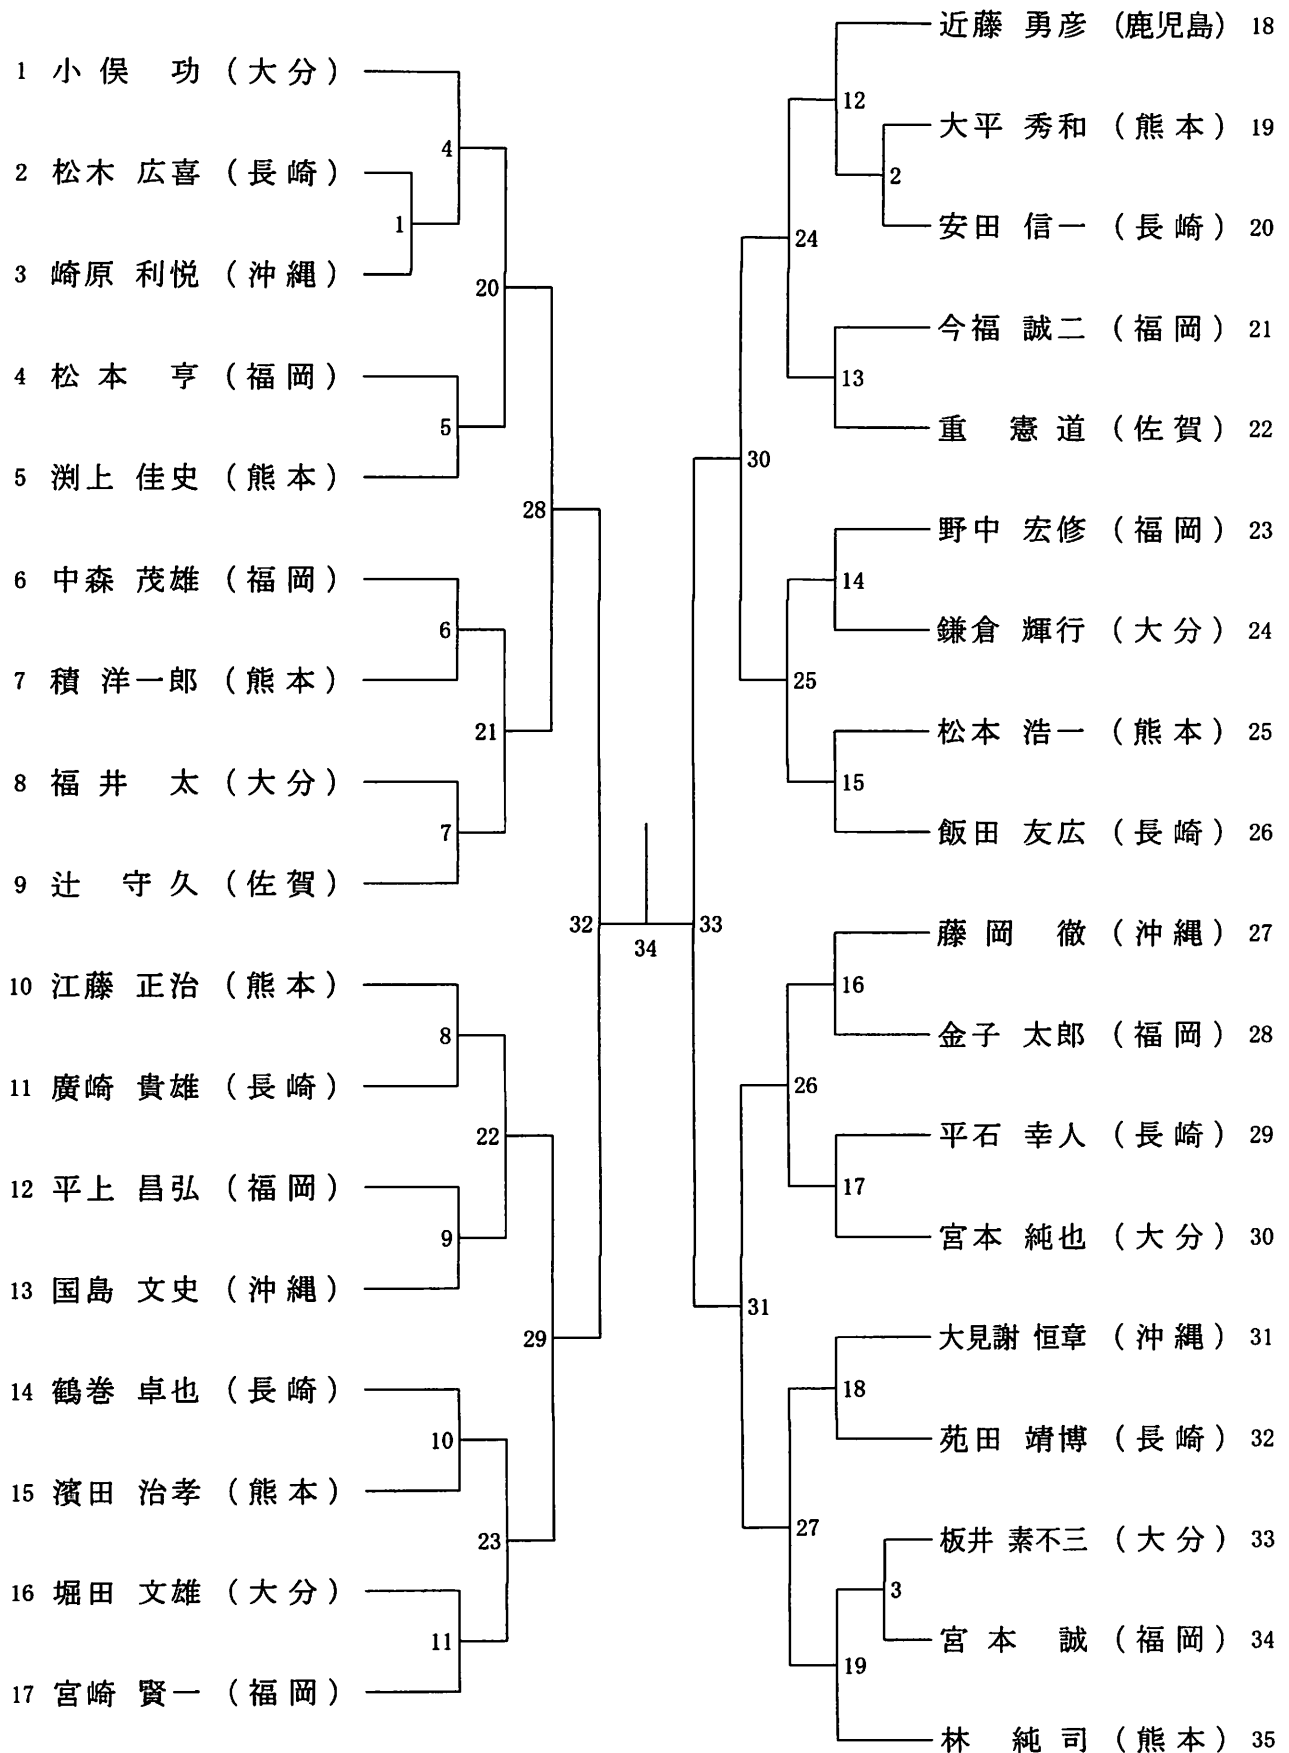 1 小俣 功 (大分)
2 松木 広喜 (長崎)
3 崎原 利悦 (沖縄)
4 松本 亨 (福岡)
5 渕上 佳史 (熊本)
6 中森 茂雄 (福岡)
7 積 洋一郎 (熊本)
8 福井 太 (大分)
9 辻 守久 (佐賀)
10 江藤 正治 (熊本)
11 廣崎 貴雄 (長崎)
12 平上 昌弘 (福岡)
13 国島 文史 (沖縄)
14 鶴巻 卓也 (長崎)
15 濱田 治孝 (熊本)
16 堀田 文雄 (大分)
17 宮崎 賢一 (福岡)
4
1
20
5
28
6
21
7
32
8
22
9
29
10
23
11
34
33
12
2
24
13
30
14
25
15
16
26
17
31
18
27
3
19
近藤 勇彦 (鹿児島) 18
大平 秀和 (熊本) 19
安田 信一 (長崎) 20
今福 誠二 (福岡) 21
重 憲道 (佐賀) 22
野中 宏修 (福岡) 23
鎌倉 輝行 (大分) 24
松本 浩一 (熊本) 25
飯田 友広 (長崎) 26
藤岡 徹 (沖縄) 27
金子 太郎 (福岡) 28
平石 幸人 (長崎) 29
宮本 純也 (大分) 30
大見謝 恒章 (沖縄) 31
苑田 靖博 (長崎) 32
板井 素不三 (大分) 33
宮本 誠 (福岡) 34
林 純司 (熊本) 35